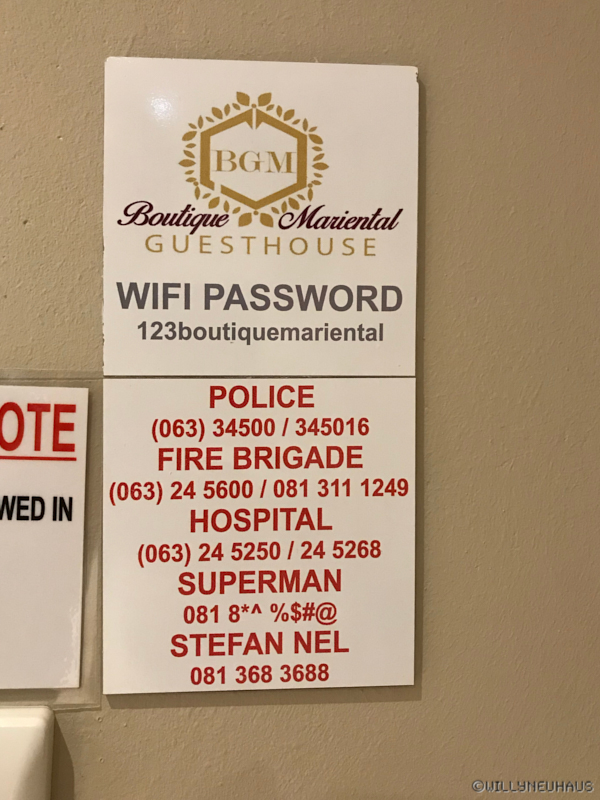 BGM
Boutique Mariental
GUESTHOUSE
WIFI PASSWORD
123boutiquemariental
POLICE
(063) 34500 / 345016
FIRE BRIGADE
(063) 24 5600 / 081 311 1249
HOSPITAL
(063) 24 5250 / 24 5268
SUPERMAN
081 8*^ %$#@
STEFAN NEL
081 368 3688
OTE
WED IN
©WILLYNEUHAUS